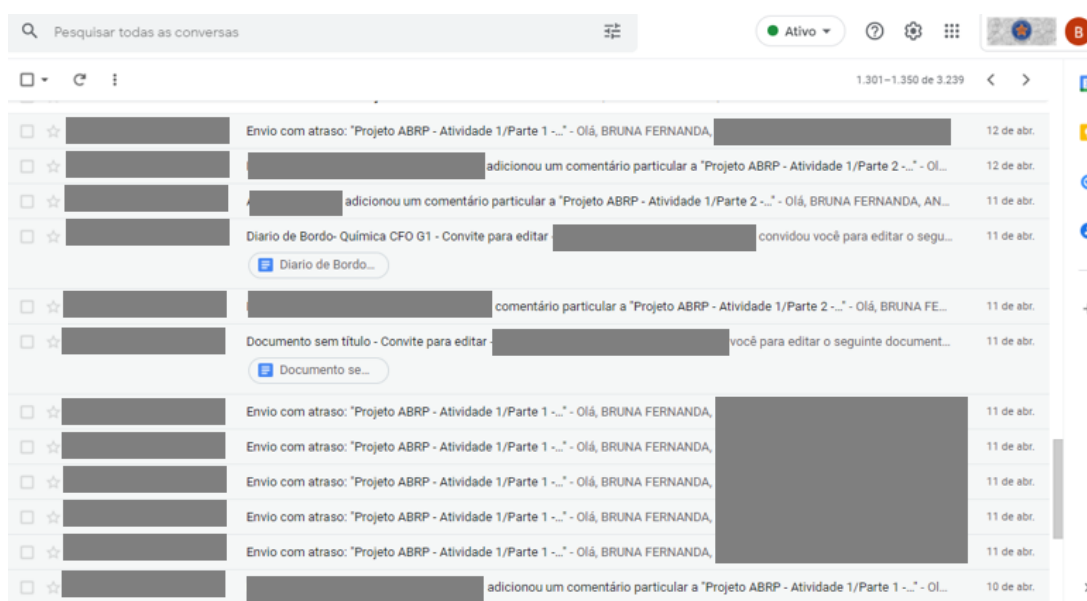 Pesquisar todas as conversas
Ativo
B
1.301–1.350 de 3.239
Envio com atraso: "Projeto ABRP - Atividade 1/Parte 1 -..." - Olá, BRUNA FERNANDA, 12 de abr.
adicionou um comentário particular a "Projeto ABRP - Atividade 1/Parte 2 -..." - Ol... 12 de abr.
adicionou um comentário particular a "Projeto ABRP - Atividade 1/Parte 2 -..." - Olá, BRUNA FERNANDA, AN... 11 de abr.
Diario de Bordo- Química CFO G1 - Convite para editar - convidou você para editar o segu... 11 de abr.
Diario de Bordo...
comentário particular a "Projeto ABRP - Atividade 1/Parte 2 -..." - Olá, BRUNA FE... 11 de abr.
Documento sem título - Convite para editar - você para editar o seguinte document... 11 de abr.
Documento se...
Envio com atraso: "Projeto ABRP - Atividade 1/Parte 1 -..." - Olá, BRUNA FERNANDA, 11 de abr.
Envio com atraso: "Projeto ABRP - Atividade 1/Parte 1 -..." - Olá, BRUNA FERNANDA, 11 de abr.
Envio com atraso: "Projeto ABRP - Atividade 1/Parte 1 -..." - Olá, BRUNA FERNANDA, 11 de abr.
Envio com atraso: "Projeto ABRP - Atividade 1/Parte 1 -..." - Olá, BRUNA FERNANDA, 11 de abr.
Envio com atraso: "Projeto ABRP - Atividade 1/Parte 1 -..." - Olá, BRUNA FERNANDA, 11 de abr.
adicionou um comentário particular a "Projeto ABRP - Atividade 1/Parte 1 -..." - Ol... 10 de abr.